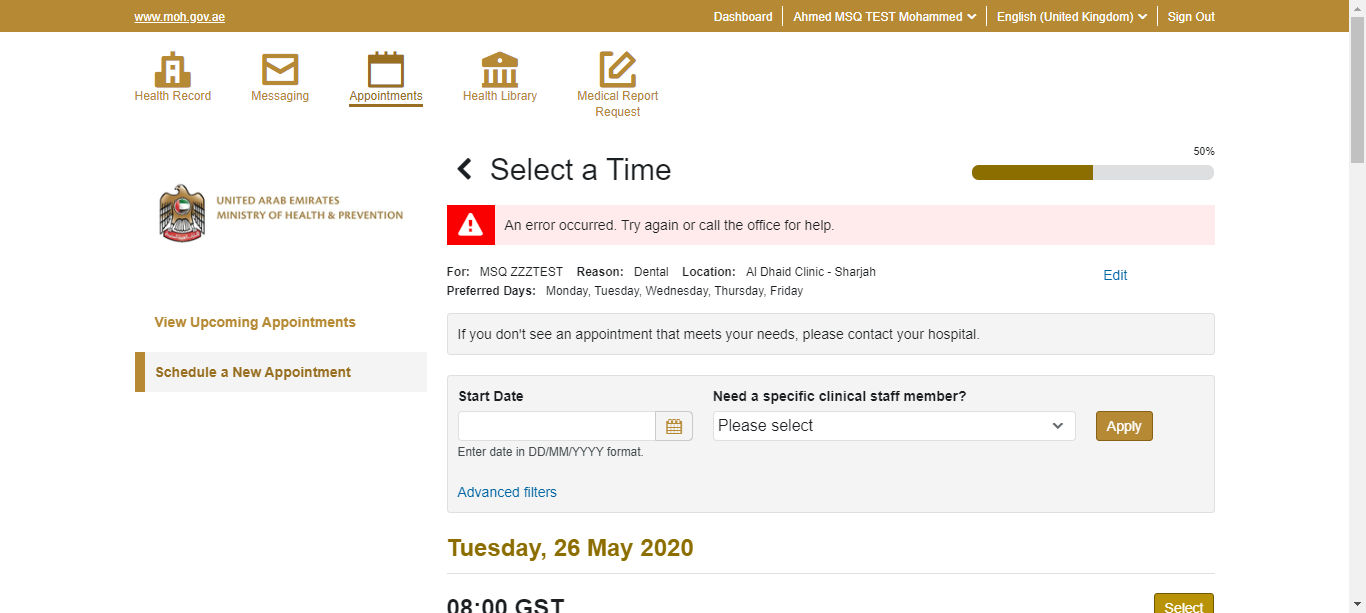 www.moh.gov.ae
Dashboard
Ahmed MSQ TEST Mohammed
English (United Kingdom)
Sign Out
Health Record
Messaging
Appointments
Health Library
Medical Report
Request
50%
Select a Time
UNITED ARAB EMIRATES
MINISTRY OF HEALTH & PREVENTION
An error occurred. Try again or call the office for help.
For: MSQ ZZZTEST Reason: Dental Location: Al Dhaid Clinic - Sharjah
Edit
Preferred Days: Monday, Tuesday, Wednesday, Thursday, Friday
View Upcoming Appointments
Schedule a New Appointment
If you don't see an appointment that meets your needs, please contact your hospital.
Start Date
Need a specific clinical staff member?
Please select
Apply
Enter date in DD/MM/YYYY format.
Advanced filters
Tuesday, 26 May 2020
08:00 GST
Select